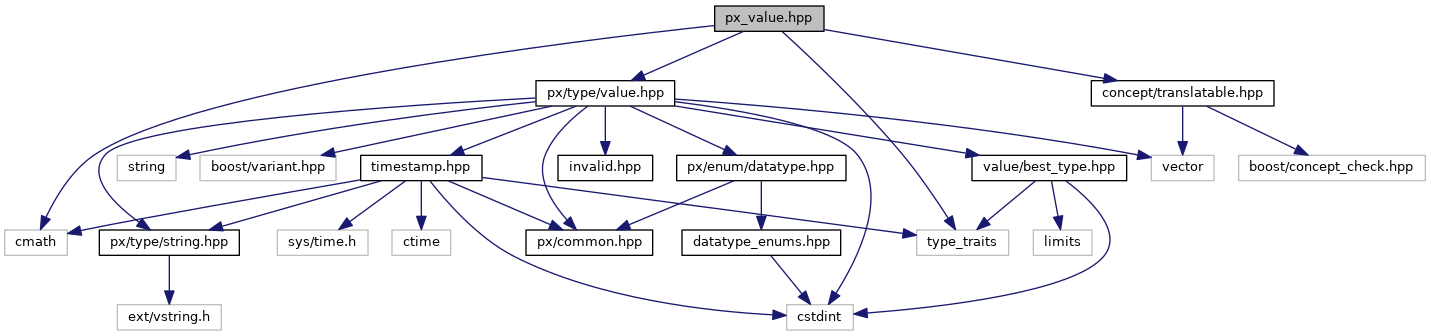 px_value.hpp
px/type/value.hpp
concept/translatable.hpp
string
boost/variant.hpp
timestamp.hpp
invalid.hpp
px/enum/datatype.hpp
value/best_type.hpp
vector
boost/concept_check.hpp
cmath
px/type/string.hpp
sys/time.h
ctime
px/common.hpp
datatype_enums.hpp
type_traits
limits
ext/vstring.h
cstdint